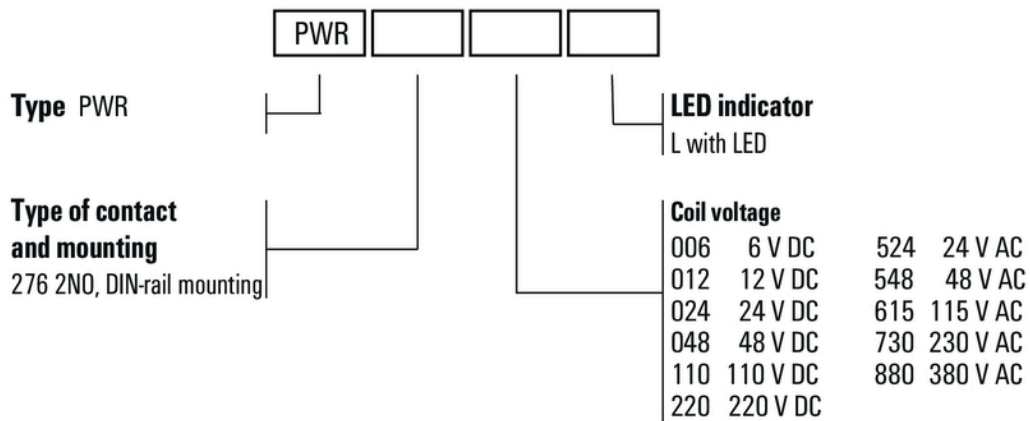 PWR
Type PWR
LED indicator
L with LED
Type of contact
and mounting
276 2NO, DIN-rail mounting
Coil voltage
006 6 V DC 524 24 V AC
012 12 V DC 548 48 V AC
024 24 V DC 615 115 V AC
048 48 V DC 730 230 V AC
110 110 V DC 880 380 V AC
220 220 V DC